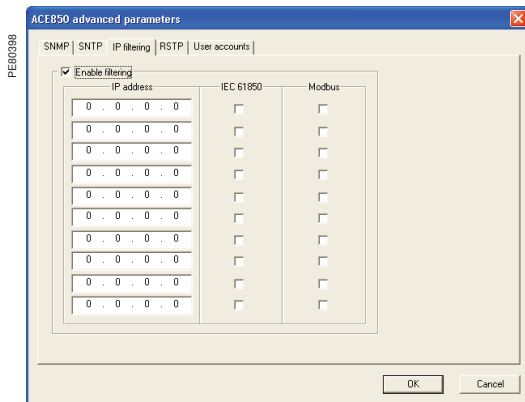 PE80398
ACE850 advanced parameters
SNMP SNTP IP filtering RSTP User accounts
Enable filtering
IP address IEC 61850 Modbus
0 . 0 . 0 . 0
0 . 0 . 0 . 0
0 . 0 . 0 . 0
0 . 0 . 0 . 0
0 . 0 . 0 . 0
0 . 0 . 0 . 0
0 . 0 . 0 . 0
0 . 0 . 0 . 0
0 . 0 . 0 . 0
0 . 0 . 0 . 0
OK Cancel